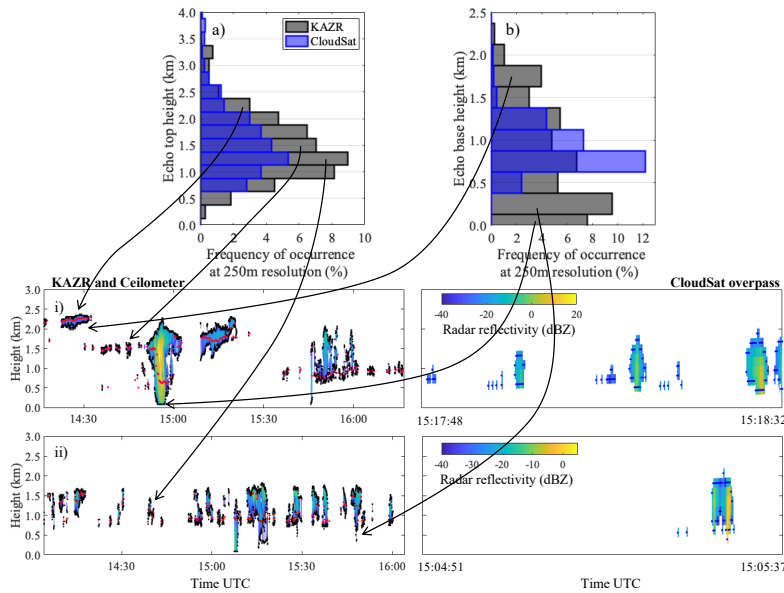 a)
KAZR
CloudSat
4.0
3.5
3.0
2.5
2.0
1.5
1.0
0.5
0.0
Echo top height (km)
0 2 4 6 8 10
Frequency of occurrence
at 250m resolution (%)
b)
2.5
2.0
1.5
1.0
0.5
0.0
Echo base height (km)
0 2 4 6 8 10 12
Frequency of occurrence
at 250m resolution (%)
KAZR and Ceilometer
CloudSat overpass
i)
3.0
2.5
2.0
1.5
1.0
0.5
0.0
Height (km)
14:30 15:00 15:30 16:00
-40 -20 0 20
Radar reflectivity (dBZ)
15:17:48 15:18:32
ii)
3.0
2.5
2.0
1.5
1.0
0.5
0.0
Height (km)
14:30 15:00 15:30 16:00
Time UTC
-40 -20 0
Radar reflectivity (dBZ)
15:04:51 15:05:37
Time UTC